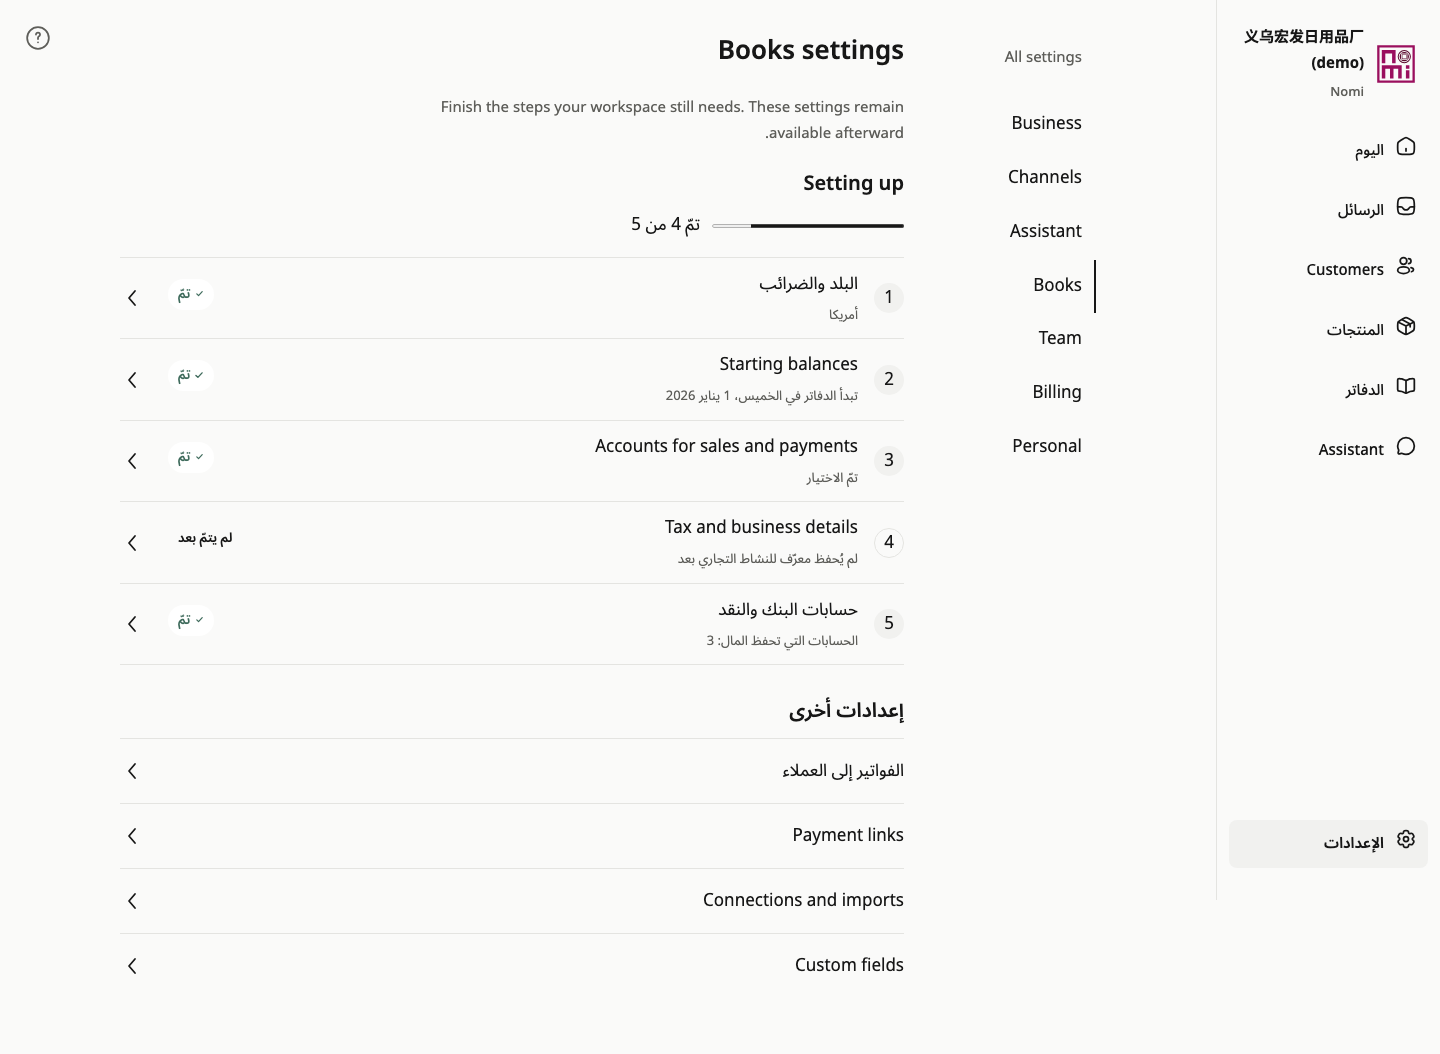 义乌宏发日用品厂
(demo)
Nomi
اليوم
الرسائل
Customers
المنتجات
الدفاتر
Assistant
الإعدادات
All settings
Business
Channels
Assistant
Books
Team
Billing
Personal
Books settings
Finish the steps your workspace still needs. These settings remain
available afterward.
Setting up
تمّ 4 من 5
1
البلد والضرائب
أمريكا
تمّ
2
Starting balances
تبدأ الدفاتر في الخميس، 1 يناير 2026
تمّ
3
Accounts for sales and payments
تمّ الاختيار
تمّ
4
Tax and business details
لم يُحفظ معرّف للنشاط التجاري بعد
لم يتمّ بعد
5
حسابات البنك والنقد
الحسابات التي تحفظ المال: 3
تمّ
إعدادات أخرى
الفواتير إلى العملاء
Payment links
Connections and imports
Custom fields